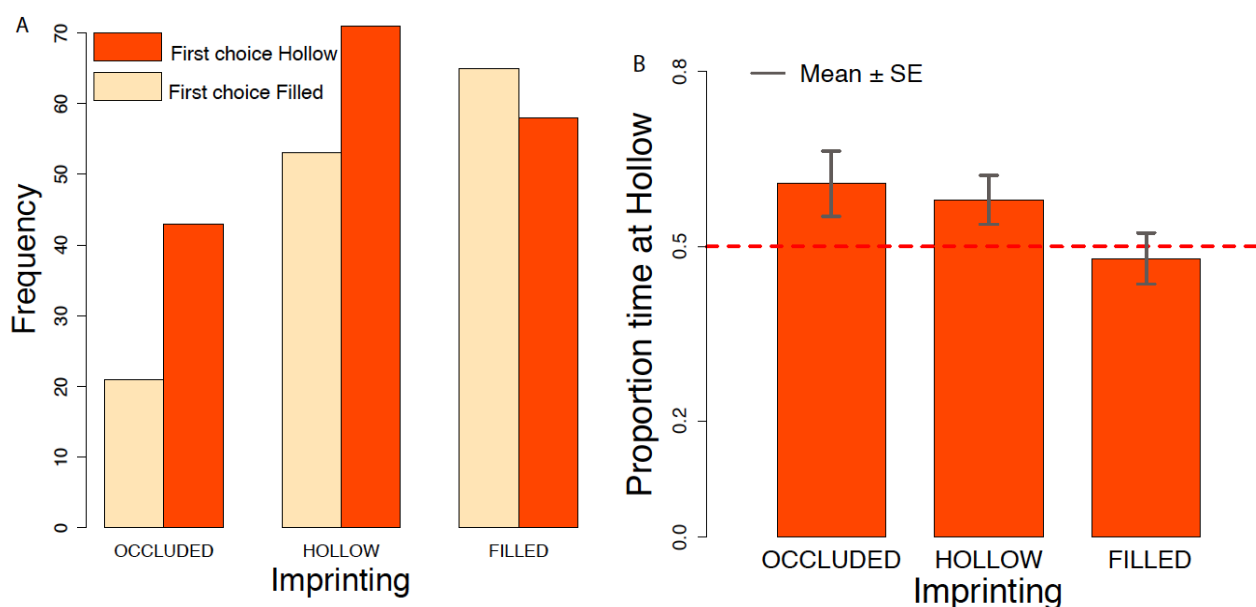 A
First choice Hollow
First choice Filled
Frequency
0
10
20
30
40
50
60
70
OCCLUDED HOLLOW FILLED
Imprinting
B
Mean ± SE
Proportion time at Hollow
0.0
0.2
0.5
0.8
OCCLUDED HOLLOW FILLED
Imprinting